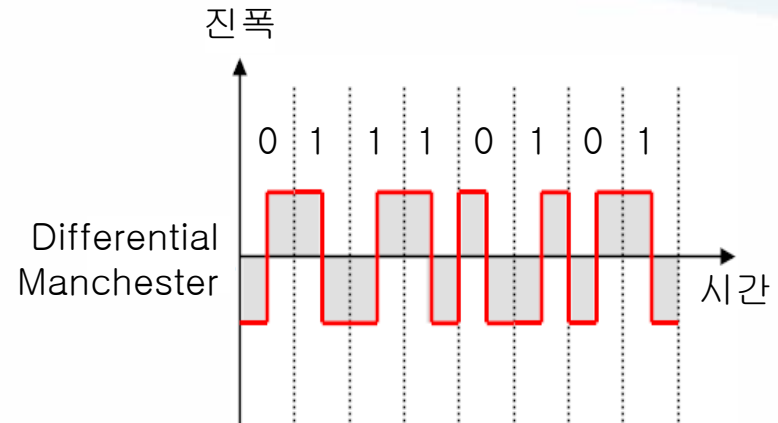 진폭
0 1 1 1 0 1 0 1
Differential
Manchester
시간